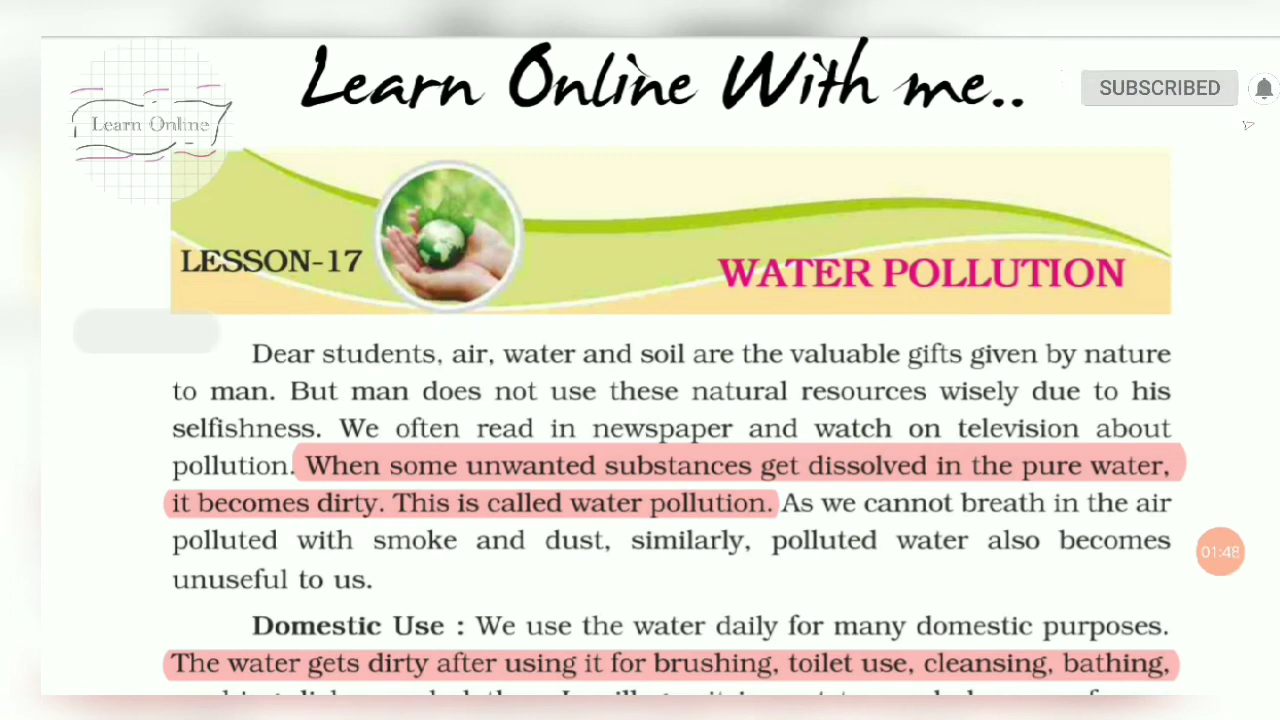 Learn Online With me..
Learn Online
SUBSCRIBED
LESSON-17
WATER POLLUTION
Dear students, air, water and soil are the valuable gifts given by nature
to man. But man does not use these natural resources wisely due to his
selfishness. We often read in newspaper and watch on television about
pollution. When some unwanted substances get dissolved in the pure water,
it becomes dirty. This is called water pollution. As we cannot breath in the air
polluted with smoke and dust, similarly, polluted water also becomes
unuseful to us.
01:48
Domestic Use : We use the water daily for many domestic purposes.
The water gets dirty after using it for brushing, toilet use, cleansing, bathing,